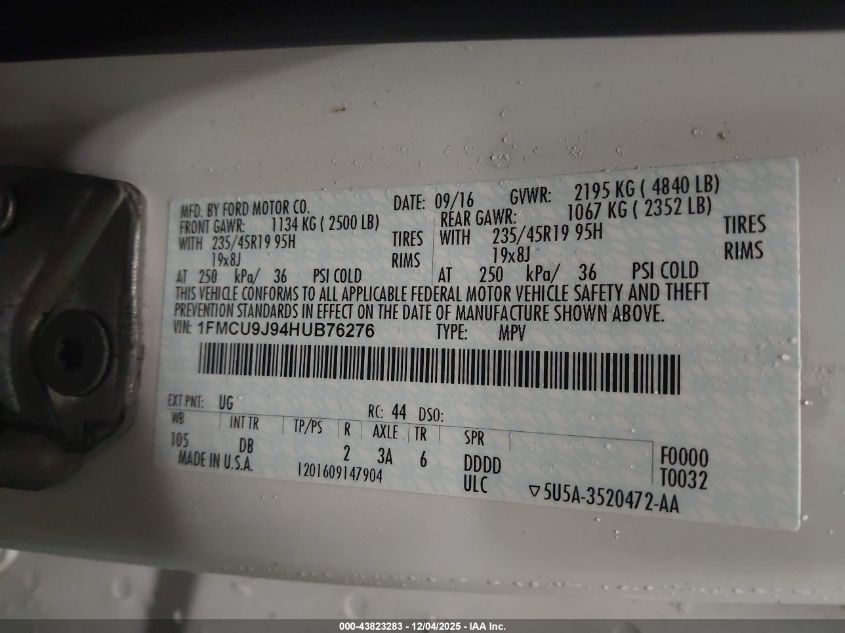 MFD. BY FORD MOTOR CO. DATE: 09/16 GVWR: 2195 KG ( 4840 LB)
FRONT GAWR: 1134 KG ( 2500 LB) REAR GAWR: 1067 KG ( 2352 LB)
WITH 235/45R19 95H TIRES WITH 235/45R19 95H TIRES
19x8J RIMS 19x8J RIMS
AT 250 kPa/ 36 PSI COLD AT 250 kPa/ 36 PSI COLD
THIS VEHICLE CONFORMS TO ALL APPLICABLE FEDERAL MOTOR VEHICLE SAFETY AND THEFT
PREVENTION STANDARDS IN EFFECT ON THE DATE OF MANUFACTURE SHOWN ABOVE.
VIN: 1FMCU9J94HUB76276 TYPE: MPV
EXT PNT: UG RC: 44 DSO:
WB INT TR TP/PS R AXLE TR SPR
105 DB 2 3A 6 DDDD F0000
MADE IN U.S.A. 1201609147904 ULC T0032
▽5U5A-3520472-AA
000-43823283 - 12/04/2025 - IAA Inc.